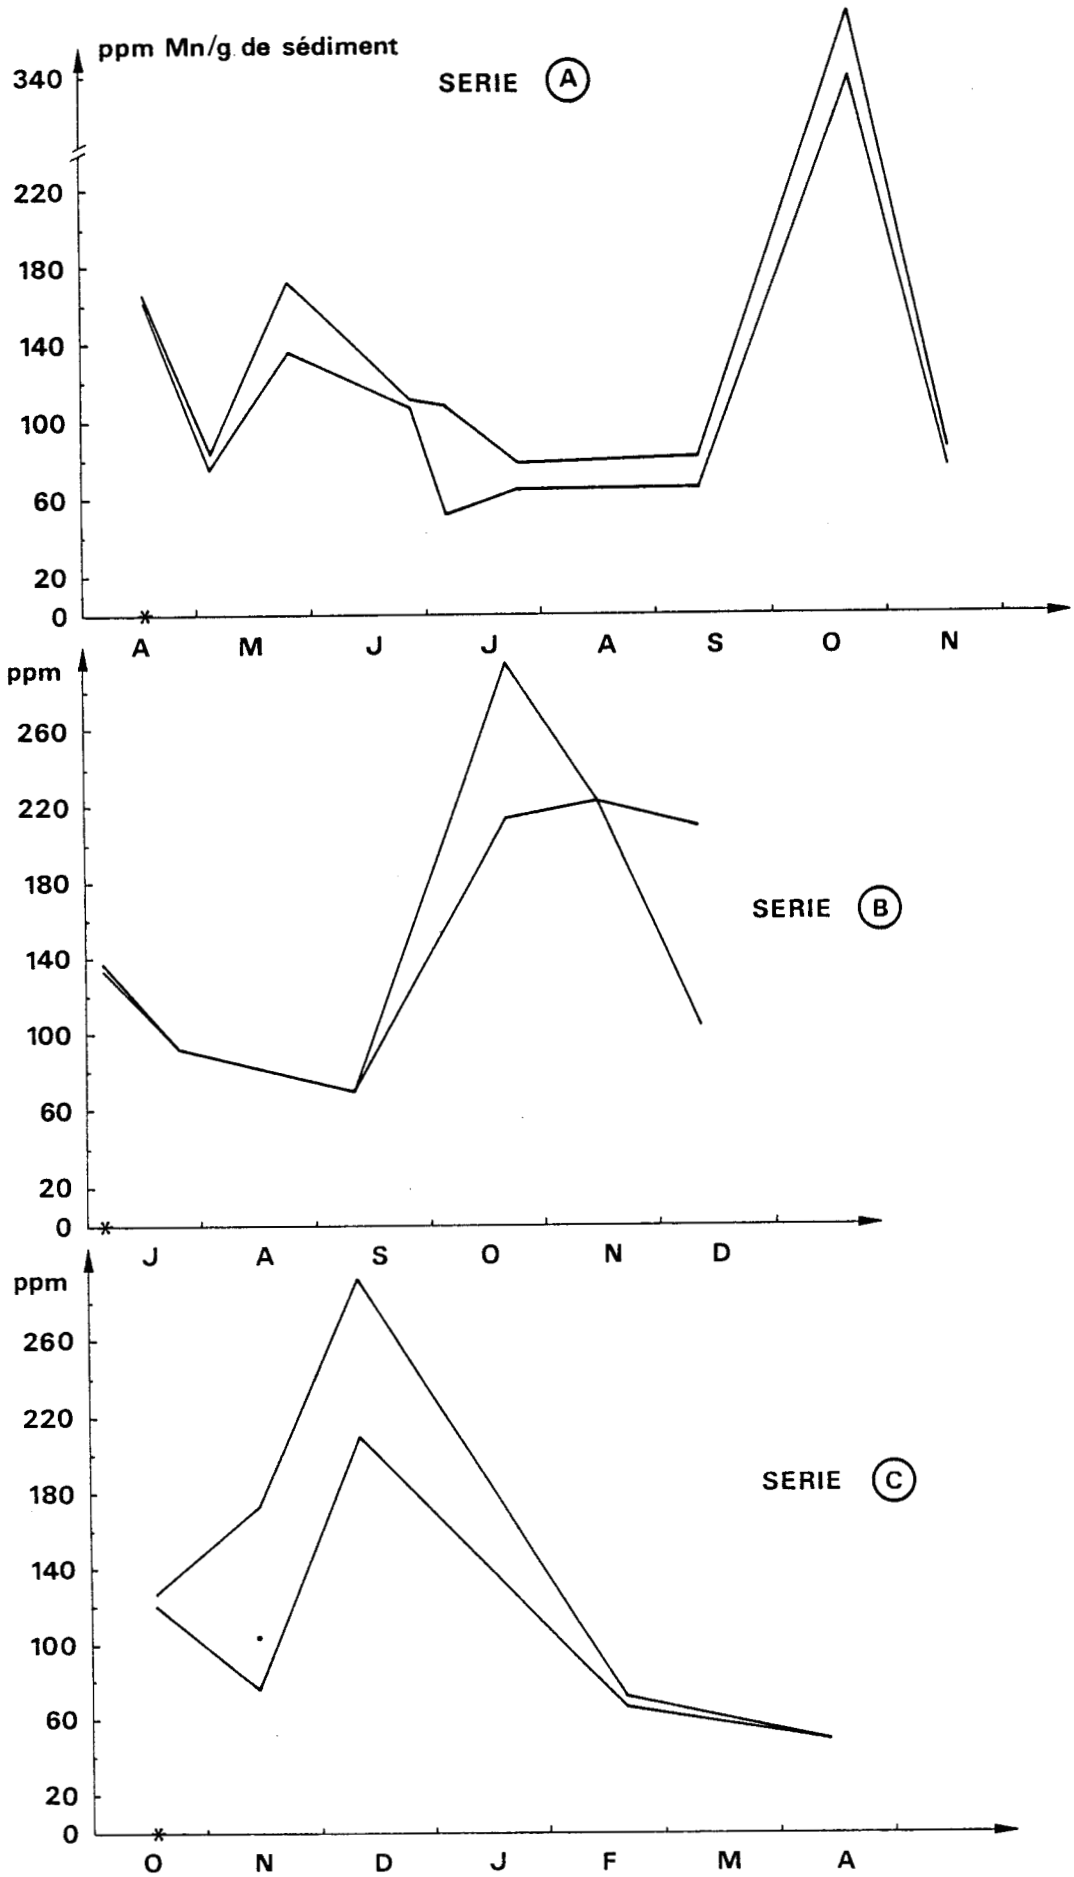 ppm Mn/g de sédiment
SERIE A
340
220
180
140
100
60
20
0
A M J J A S O N
ppm
260
220
180
140
100
60
20
0
SERIE B
J A S O N D
ppm
260
220
180
140
100
60
20
0
SERIE C
O N D J F M A